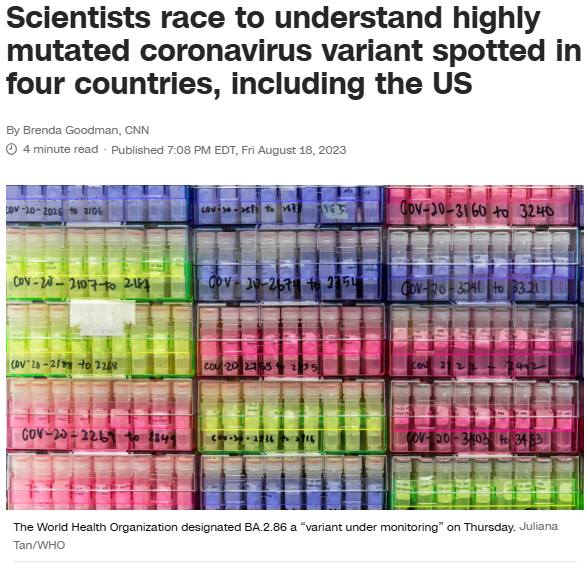 Scientists race to understand highly
mutated coronavirus variant spotted in
four countries, including the US
By Brenda Goodman, CNN
4 minute read · Published 7:08 PM EDT, Fri August 18, 2023
COV-20-2026 to 2106
COV-20-3160 to 3240
COV-20-2107 to 2187
COV-20-2674 to 2754
COV-20-3241 to 3321
COV-20-2188 to 2268
COV-20-2755 to 2835
COV-20-2269 to 2349
COV-20-2836 to 2916
COV-20-3403 to 3483
The World Health Organization designated BA.2.86 a “variant under monitoring” on Thursday. Juliana
Tan/WHO